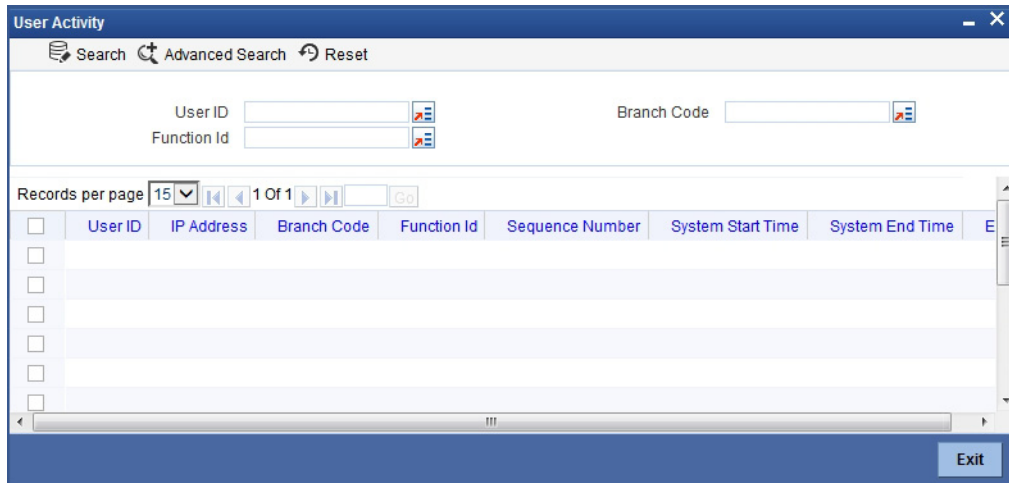 User Activity
Search Advanced Search Reset
User ID Branch Code
Function Id
Records per page 15 1 Of 1 Go
User ID IP Address Branch Code Function Id Sequence Number System Start Time System End Time E
Exit